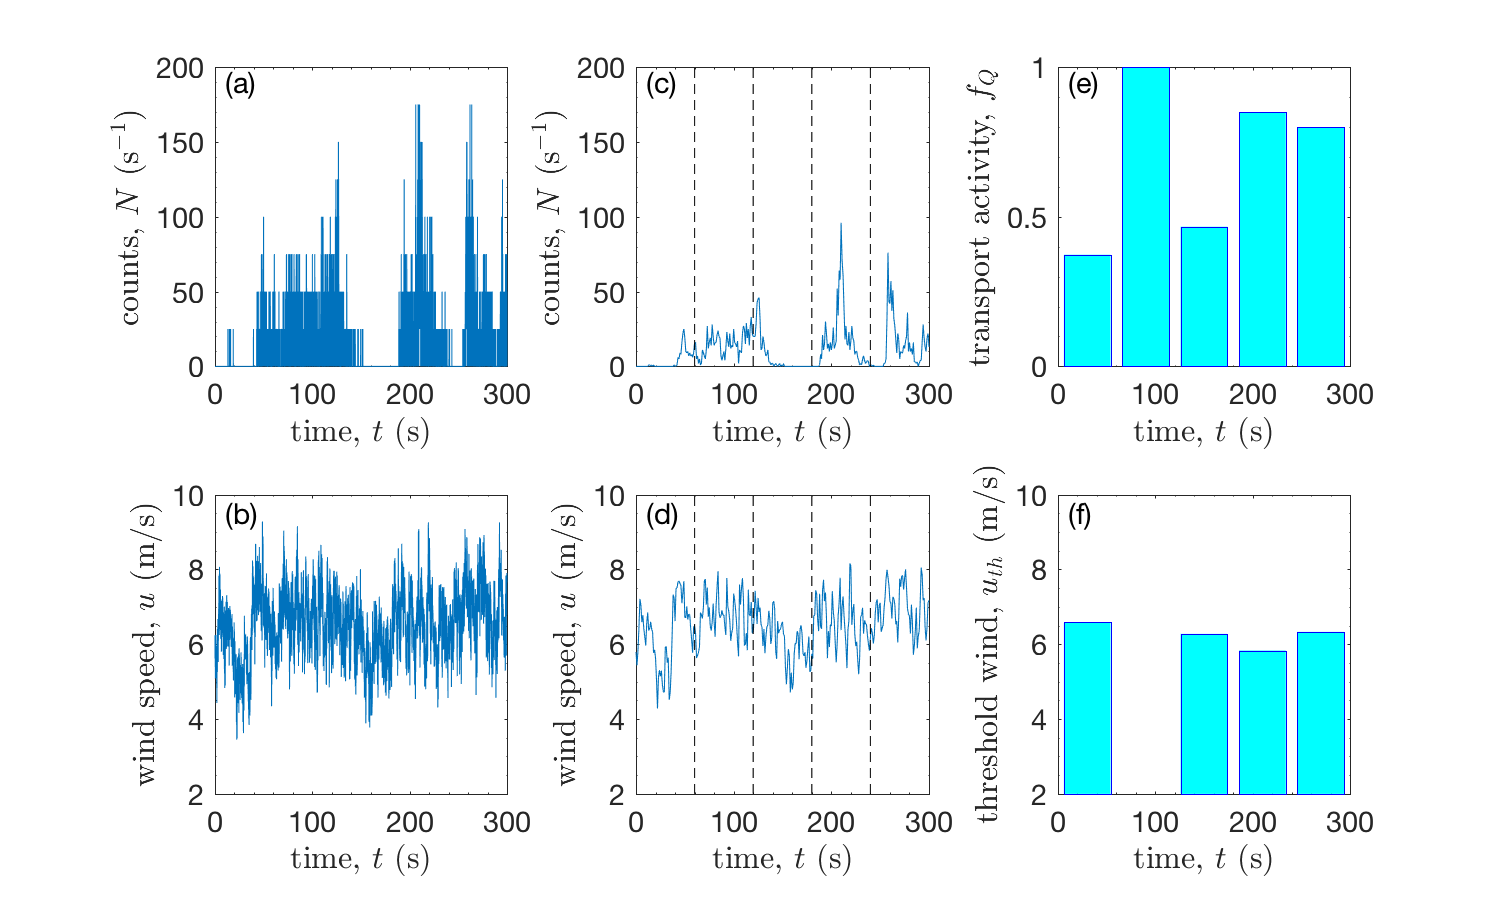 (a)
200
150
100
50
0
counts, N (s⁻¹)
0 100 200 300
time, t (s)
(c)
200
150
100
50
0
counts, N (s⁻¹)
0 100 200 300
time, t (s)
(e)
1
0.5
0
transport activity, f_Q
0 100 200 300
time, t (s)
(b)
10
8
6
4
2
wind speed, u (m/s)
0 100 200 300
time, t (s)
(d)
10
8
6
4
2
wind speed, u (m/s)
0 100 200 300
time, t (s)
(f)
10
8
6
4
2
threshold wind, u_th (m/s)
0 100 200 300
time, t (s)